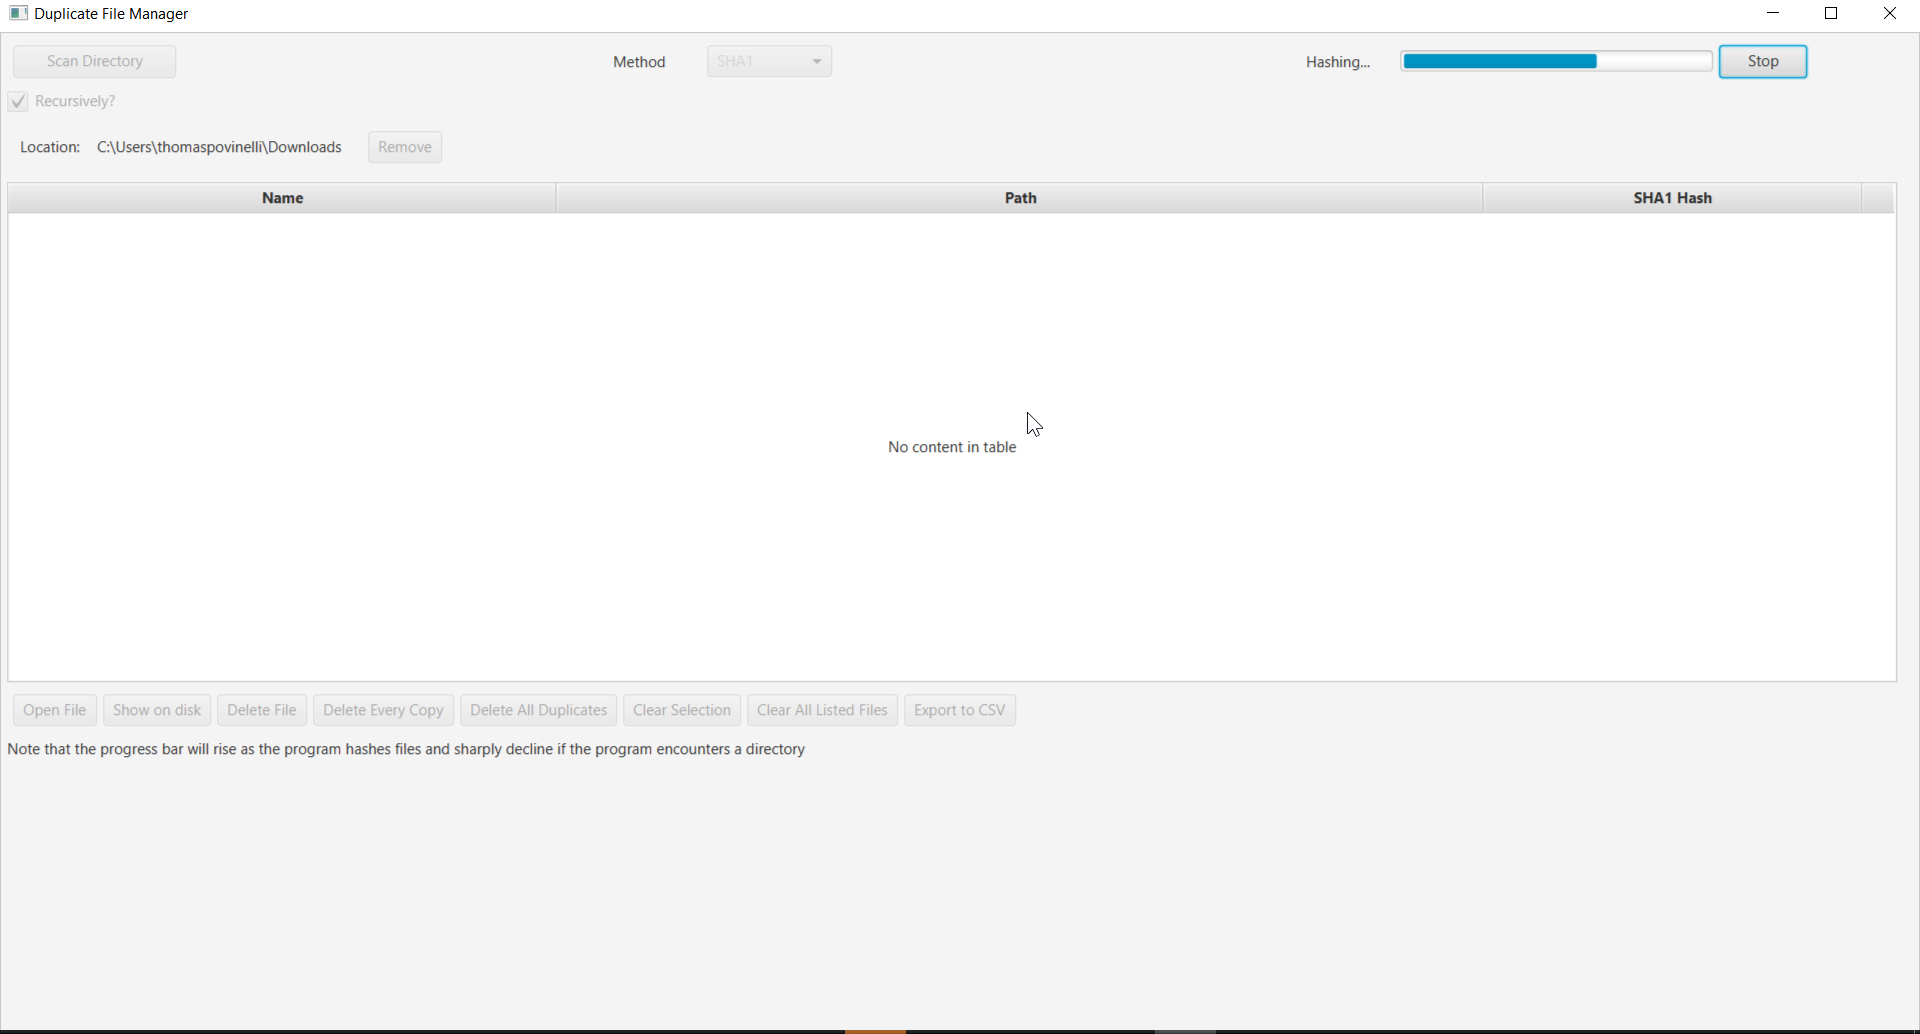 Duplicate File Manager
Scan Directory Method SHA1 Hashing... Stop
Recursively?
Location: C:\Users\thomaspovinelli\Downloads Remove
Name Path SHA1 Hash
No content in table
Open File Show on disk Delete File Delete Every Copy Delete All Duplicates Clear Selection Clear All Listed Files Export to CSV
Note that the progress bar will rise as the program hashes files and sharply decline if the program encounters a directory